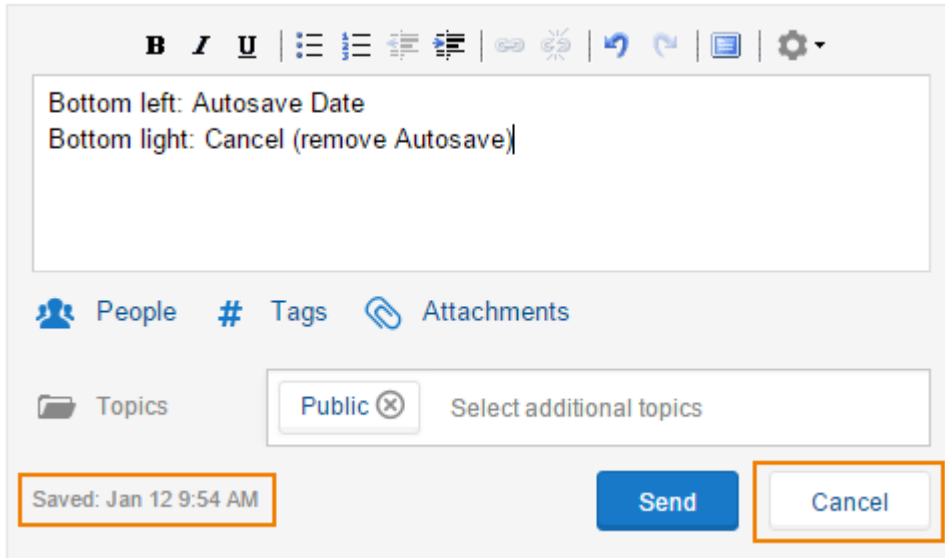 B I U
Bottom left: Autosave Date
Bottom light: Cancel (remove Autosave)
People # Tags Attachments
Topics Public Select additional topics
Saved: Jan 12 9:54 AM Send Cancel